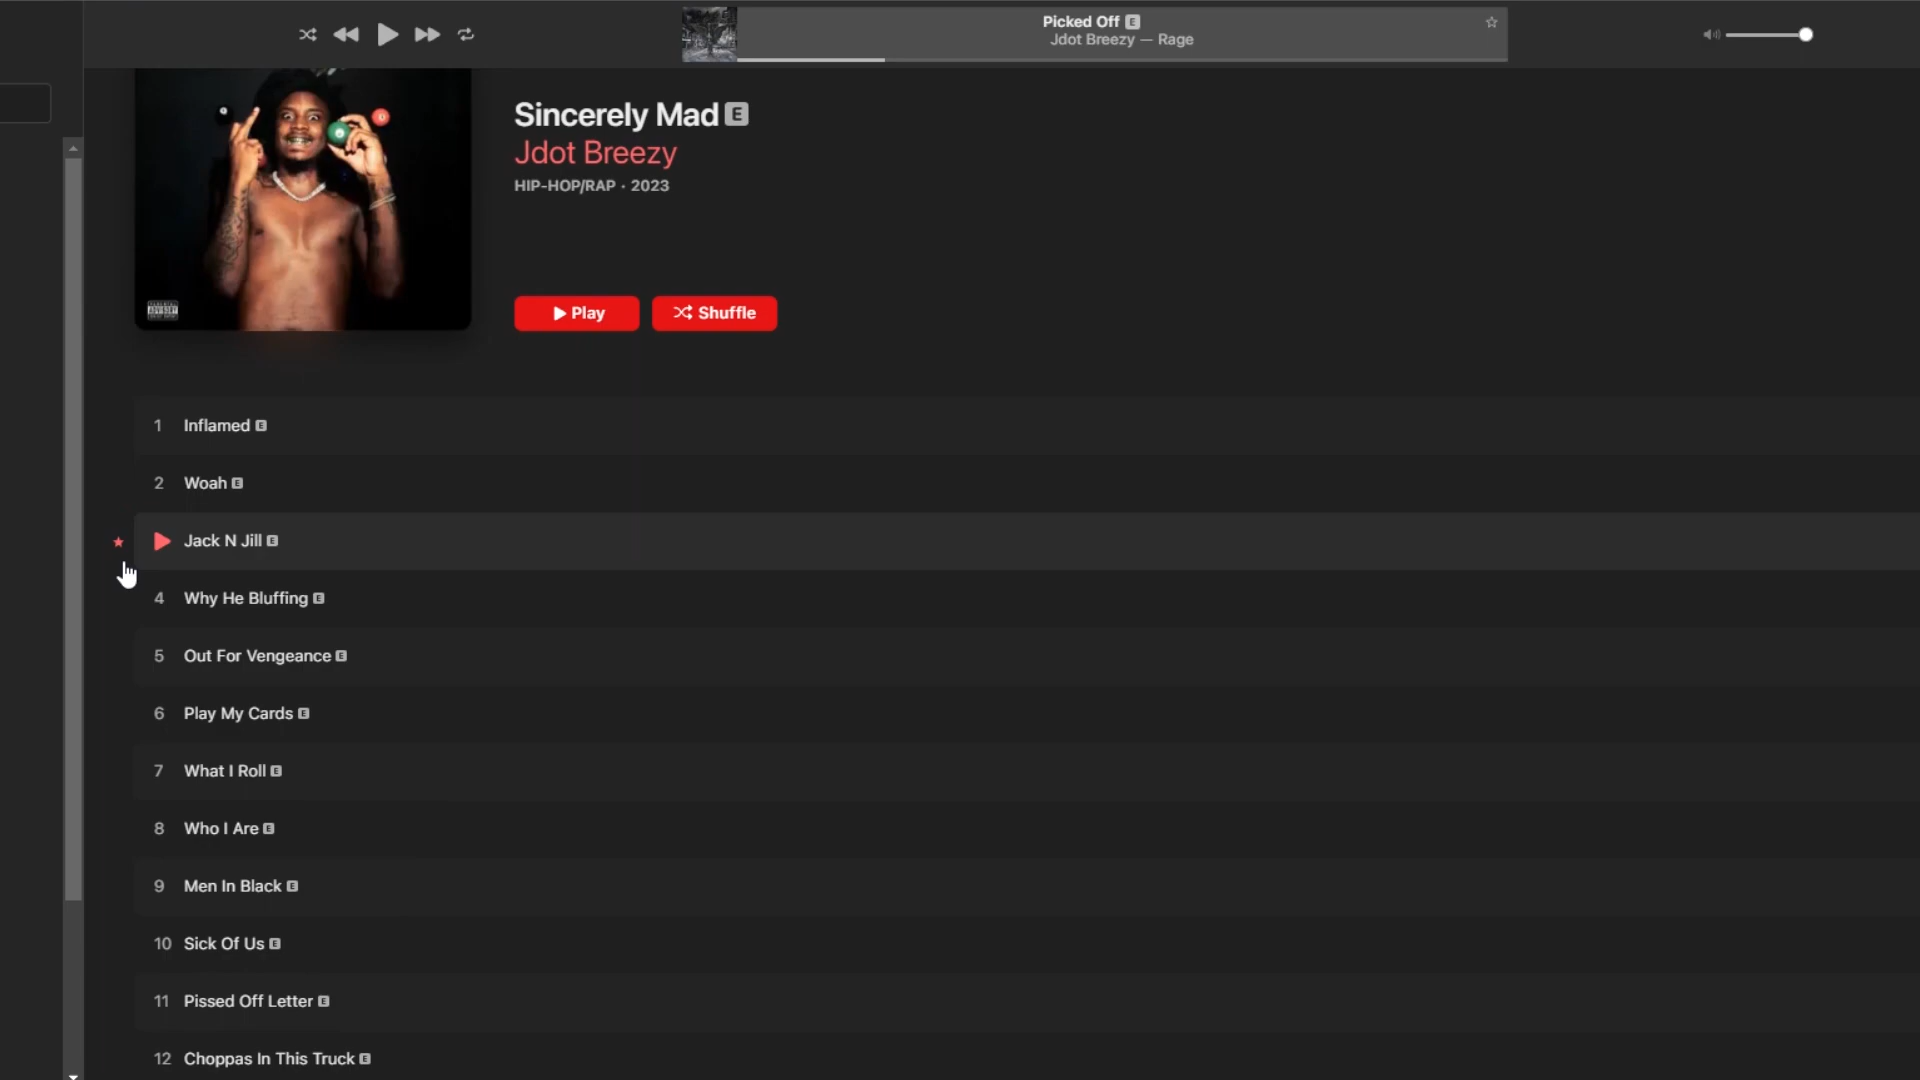 Picked Off E
Jdot Breezy — Rage
Sincerely Mad E
Jdot Breezy
HIP-HOP/RAP · 2023
Play
Shuffle
1 Inflamed E
2 Woah E
Jack N Jill E
4 Why He Bluffing E
5 Out For Vengeance E
6 Play My Cards E
7 What I Roll E
8 Who I Are E
9 Men In Black E
10 Sick Of Us E
11 Pissed Off Letter E
12 Choppas In This Truck E